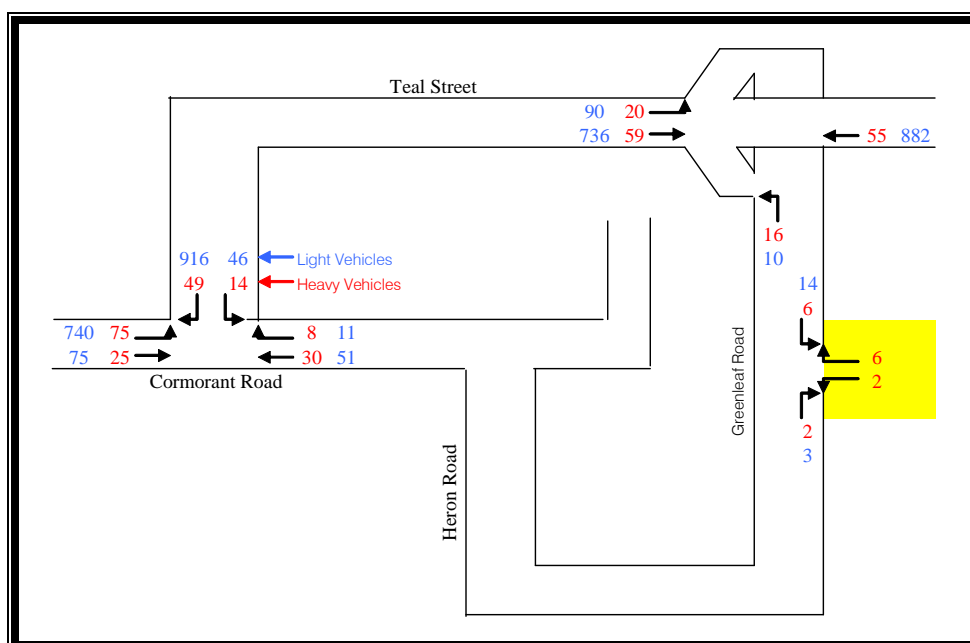 Teal Street
90 20
736 59
55 882
16
10
916 46 Light Vehicles
49 14 Heavy Vehicles
14
6
740 75
8 11
75 25
30 51
6
2
Cormorant Road
Greenleaf Road
2
3
Heron Road